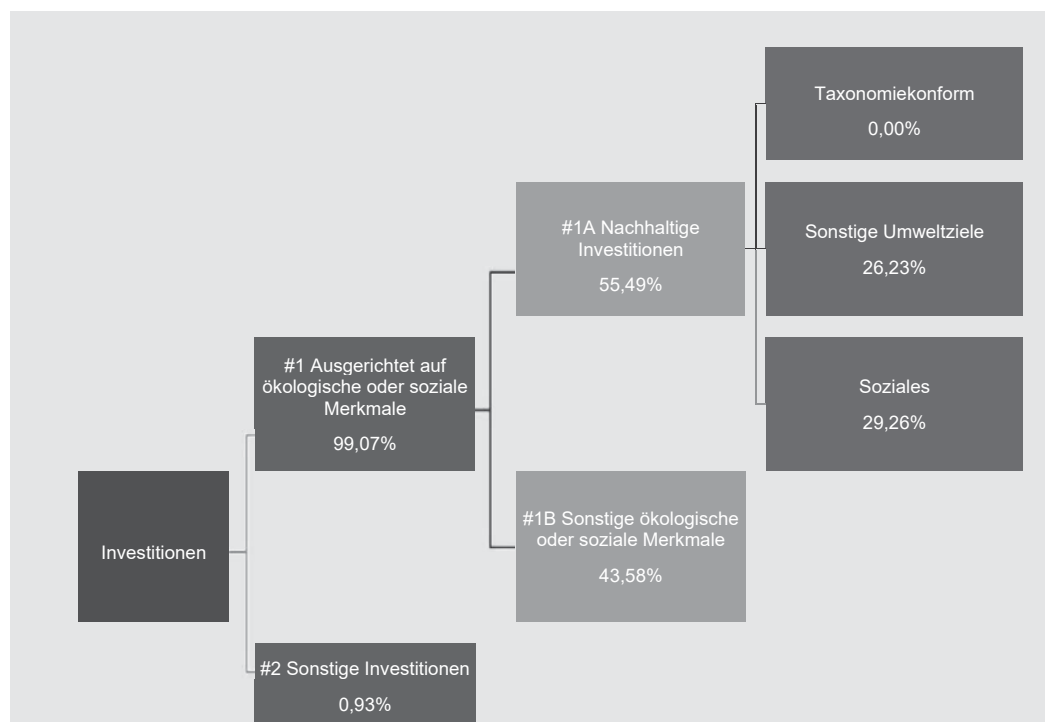 Taxonomiekonform
0,00%
#1A Nachhaltige
Investitionen
55,49%
Sonstige Umweltziele
26,23%
#1 Ausgerichtet auf
ökologische oder soziale
Merkmale
99,07%
Soziales
29,26%
#1B Sonstige ökologische
oder soziale Merkmale
43,58%
Investitionen
#2 Sonstige Investitionen
0,93%